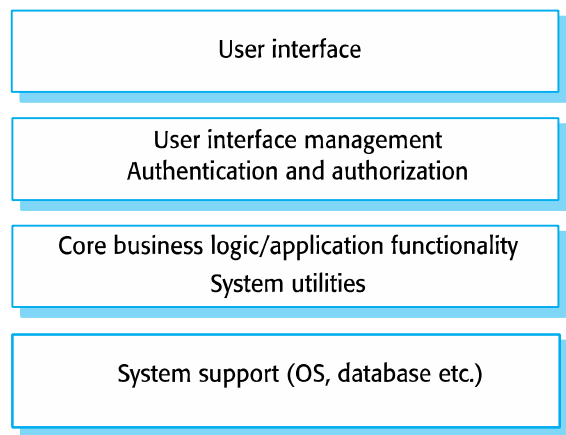 User interface
User interface management
Authentication and authorization
Core business logic/application functionality
System utilities
System support (OS, database etc.)